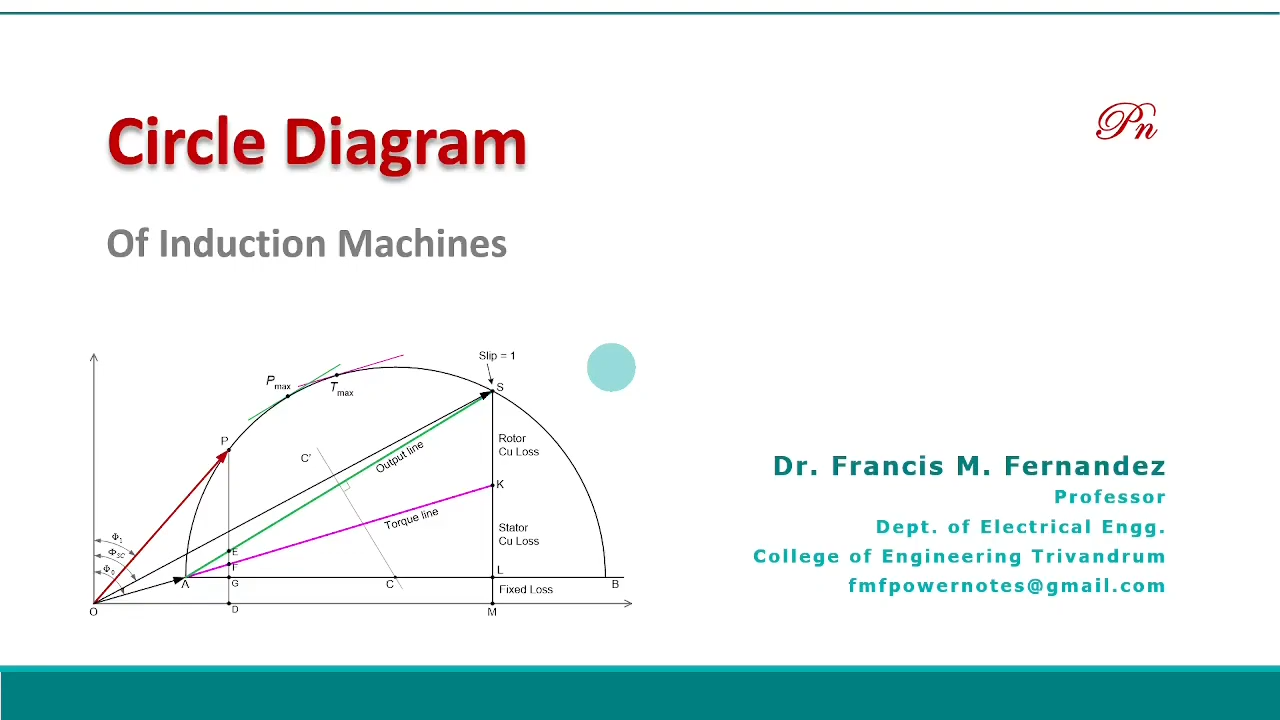 Circle Diagram
Pn
Of Induction Machines
Slip = 1
Pmax
Tmax
S
P
C'
Output line
Rotor
Cu Loss
K
Torque line
Stator
Cu Loss
Φ1
ΦSC
Φ0
E
F
A
G
C
L
B
Fixed Loss
O
D
M
Dr. Francis M. Fernandez
Professor
Dept. of Electrical Engg.
College of Engineering Trivandrum
fmfpowernotes@gmail.com